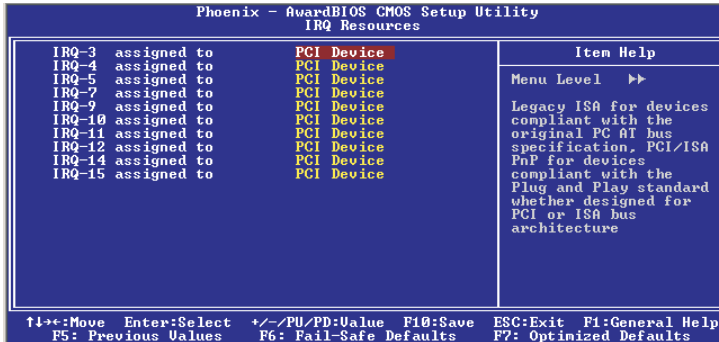 Phoenix - AwardBIOS CMOS Setup Utility
IRQ Resources
IRQ-3 assigned to PCI Device
IRQ-4 assigned to PCI Device
IRQ-5 assigned to PCI Device
IRQ-7 assigned to PCI Device
IRQ-9 assigned to PCI Device
IRQ-10 assigned to PCI Device
IRQ-11 assigned to PCI Device
IRQ-12 assigned to PCI Device
IRQ-14 assigned to PCI Device
IRQ-15 assigned to PCI Device
Item Help
Menu Level ▶▶
Legacy ISA for devices
compliant with the
original PC AT bus
specification, PCI/ISA
PnP for devices
compliant with the
Plug and Play standard
whether designed for
PCI or ISA bus
architecture
↑↓→←:Move Enter:Select +/-/PU/PD:Value F10:Save ESC:Exit F1:General Help
F5: Previous Values F6: Fail-Safe Defaults F7: Optimized Defaults